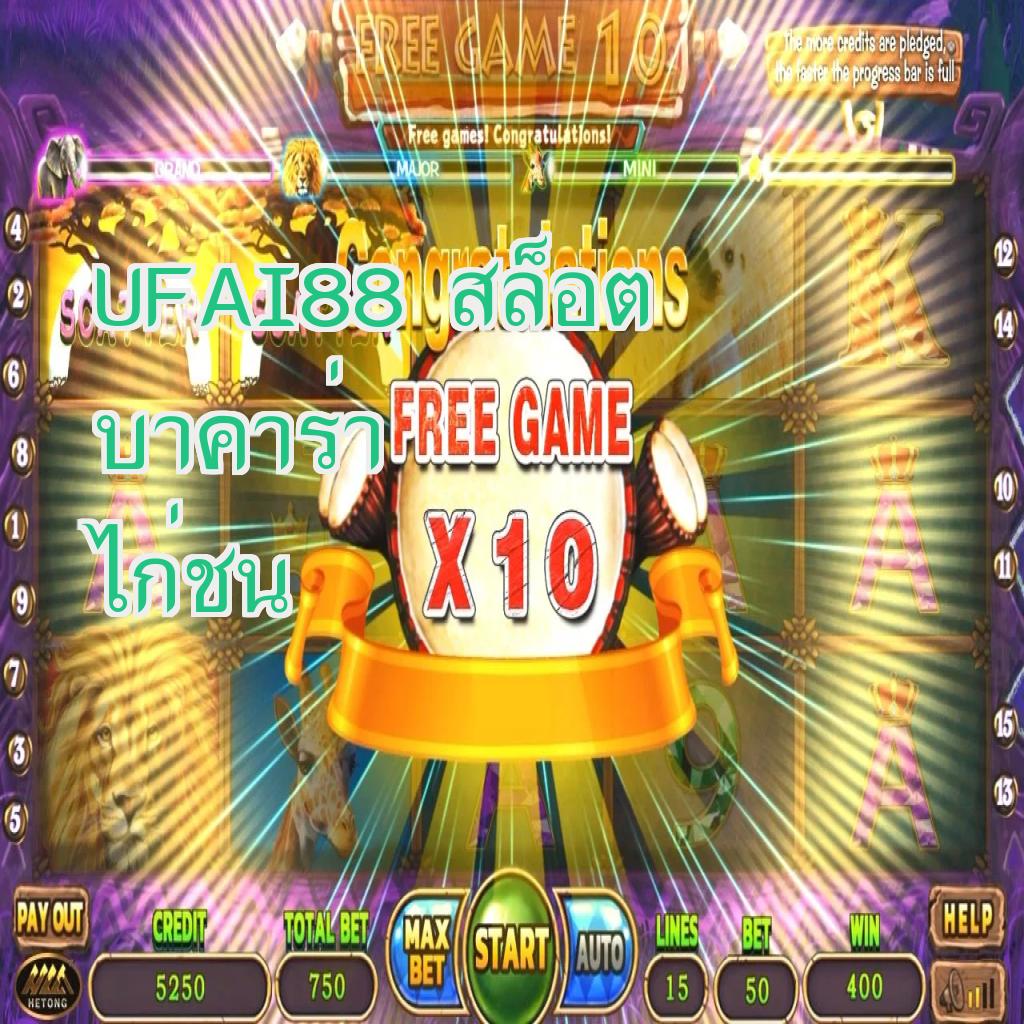 FREE GAME 10
The more credits are pledged,
the faster the progress bar is full
Free games! Congratulations!
GRAND
MAJOR
MINI
Congratulations
UFAI88 สล็อต
บาคาร่า
ไก่ชน
SCATTER
FREE GAME
X10
K
A
A
A
A
A
9
4
2
6
8
1
9
7
3
5
12
14
10
11
15
13
PAY OUT
CREDIT
TOTAL BET
MAX BET
START
AUTO
LINES
BET
WIN
HELP
HETONG
5250
750
15
50
400